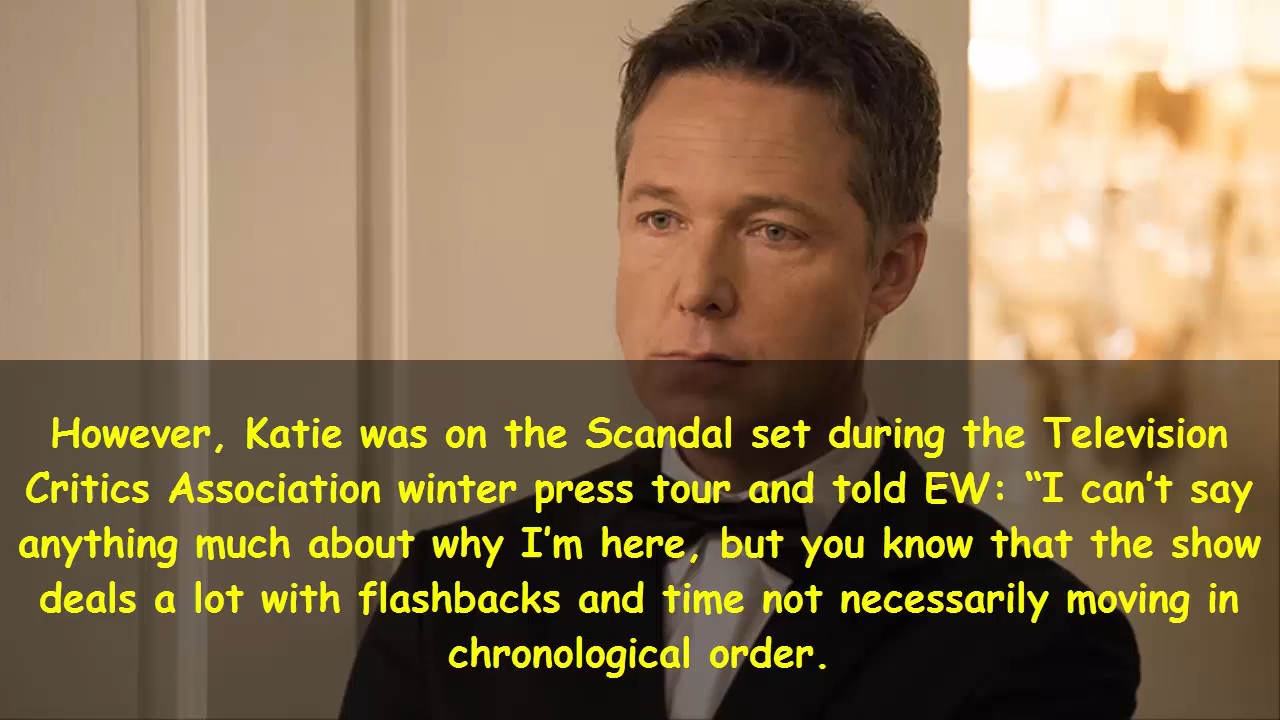 However, Katie was on the Scandal set during the Television
Critics Association winter press tour and told EW: “I can’t say
anything much about why I’m here, but you know that the show
deals a lot with flashbacks and time not necessarily moving in
chronological order.